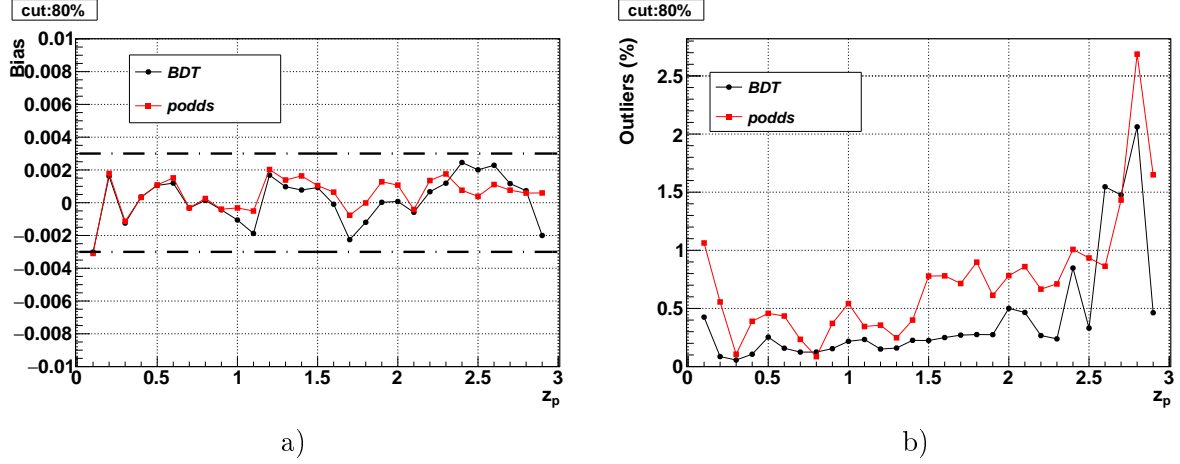 cut:80%
Bias
0.01
0.008
0.006
0.004
0.002
0
−0.002
−0.004
−0.006
−0.008
−0.01
BDT
podds
0 0.5 1 1.5 2 2.5 3
z_p
a)
cut:80%
Outliers (%)
2.5
2
1.5
1
0.5
0
BDT
podds
0 0.5 1 1.5 2 2.5 3
z_p
b)